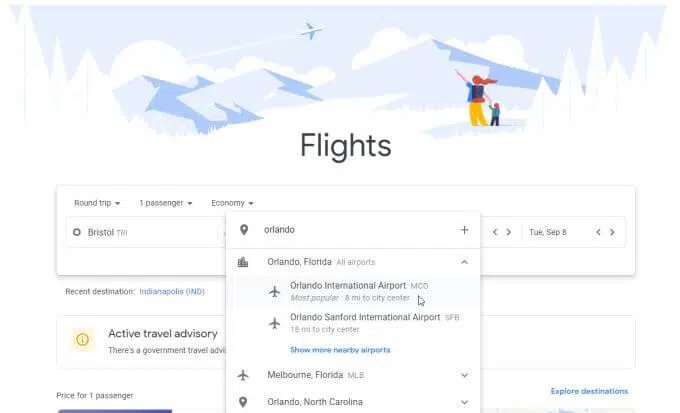 Flights
Round trip 1 passenger Economy
Bristol TRI
orlando
Tue, Sep 8
Orlando, Florida All airports
Orlando International Airport MCO
Most popular · 8 mi to city center
Orlando Sanford International Airport SFB
18 mi to city center
Show more nearby airports
Melbourne, Florida MLB
Orlando, North Carolina
Recent destination: Indianapolis (IND)
Active travel advisory
There's a government travel advi
Price for 1 passenger
Explore destinations